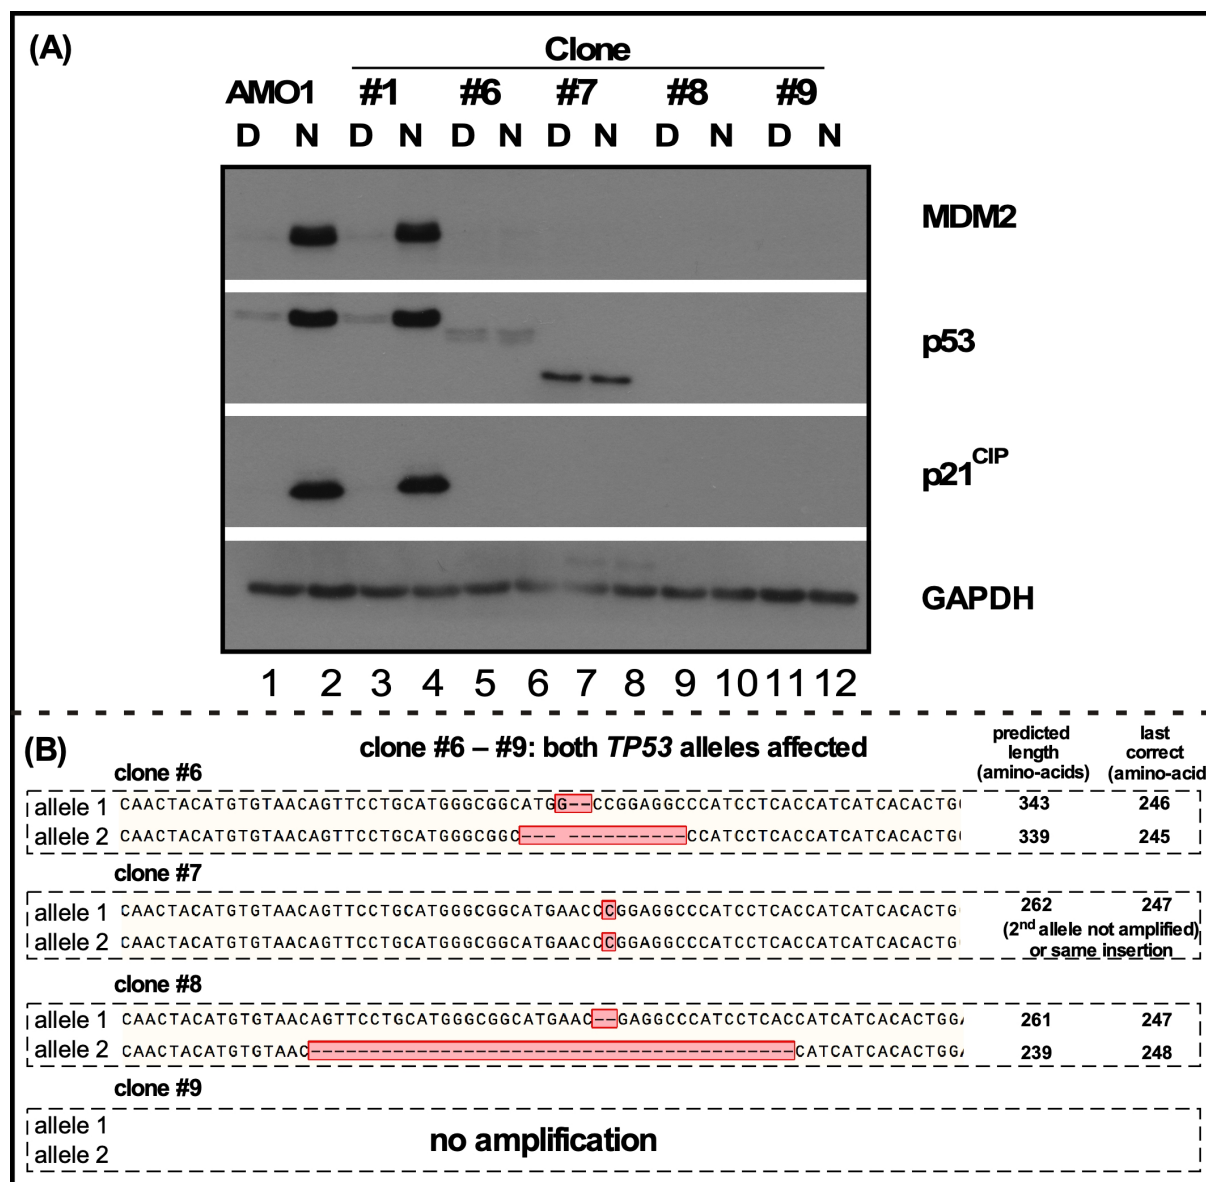 (A)
Clone
AMO1 #1 #6 #7 #8 #9
D N D N D N D N D N D N
MDM2
p53
p21CIP
GAPDH
1 2 3 4 5 6 7 8 9 10 11 12
(B)
clone #6 – #9: both TP53 alleles affected
predicted length (amino-acids)
last correct (amino-acid
clone #6
allele 1 CAACTACATGTGTAACAGTTCCTGCATGGGCGGCATGG--CCGGAGGCCCATCCTCACCATCATCACACTG 343 246
allele 2 CAACTACATGTGTAACAGTTCCTGCATGGGCGGC--- ----------CCATCCTCACCATCATCACACTG 339 245
clone #7
allele 1 CAACTACATGTGTAACAGTTCCTGCATGGGCGGCATGAACCCGGAGGCCCATCCTCACCATCATCACACTG 262 247
allele 2 CAACTACATGTGTAACAGTTCCTGCATGGGCGGCATGAACCCGGAGGCCCATCCTCACCATCATCACACTG
(2nd allele not amplified)
or same insertion
clone #8
allele 1 CAACTACATGTGTAACAGTTCCTGCATGGGCGGCATGAAC--GAGGCCCATCCTCACCATCATCACACTGG 261 247
allele 2 CAACTACATGTGTAAC----------------------------------------CATCATCACACTGG 239 248
clone #9
allele 1
allele 2
no amplification